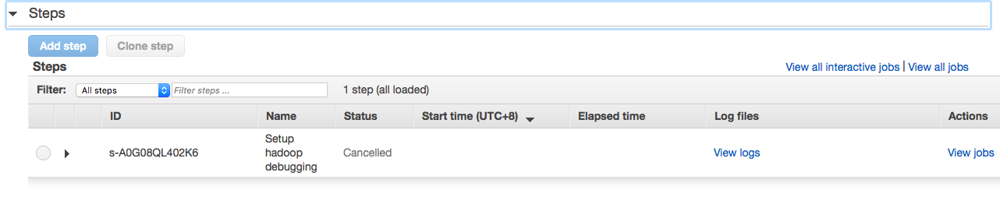 Steps
Add step Clone step
Steps View all interactive jobs | View all jobs
Filter: All steps Filter steps ... 1 step (all loaded)
ID Name Status Start time (UTC+8) Elapsed time Log files Actions
s-A0G08QL402K6 Setup hadoop debugging Cancelled View logs View jobs